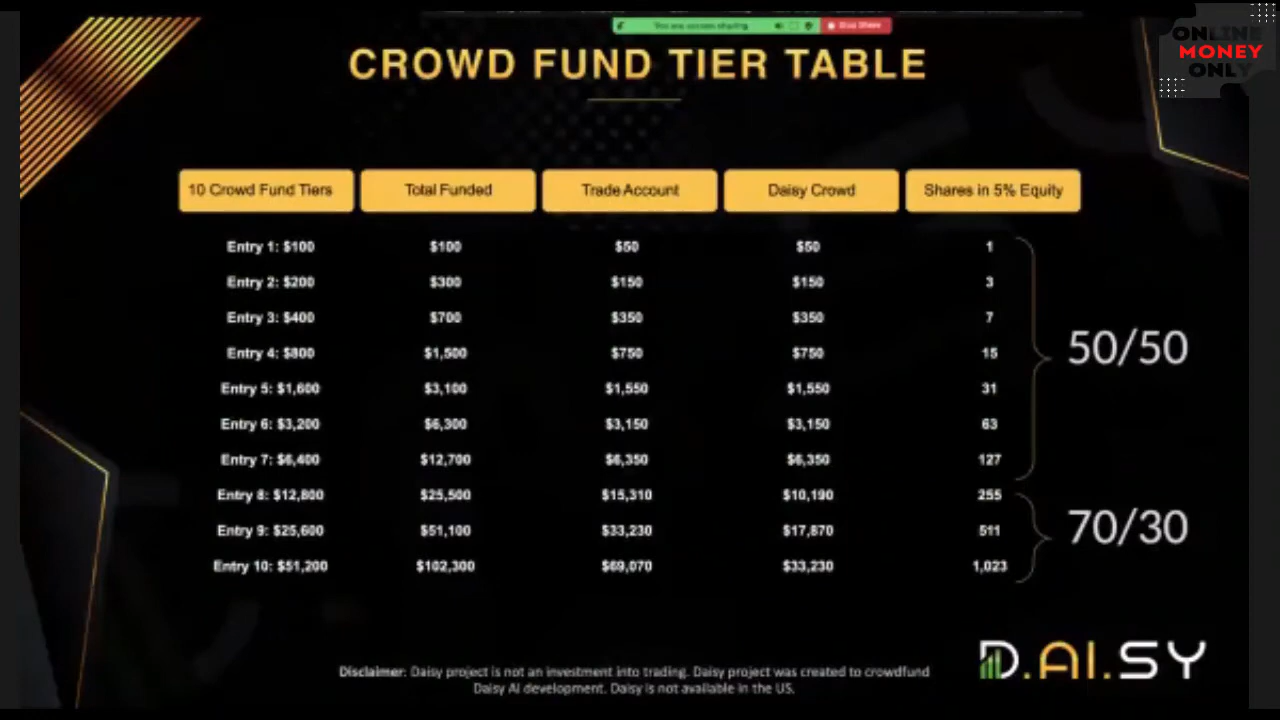 You are screen sharing Stop Share
ONLINE
MONEY
ONLY
CROWD FUND TIER TABLE
10 Crowd Fund Tiers Total Funded Trade Account Daisy Crowd Shares in 5% Equity
Entry 1: $100 $100 $50 $50 1
Entry 2: $200 $300 $150 $150 3
Entry 3: $400 $700 $350 $350 7
Entry 4: $800 $1,500 $750 $750 15
50/50
Entry 5: $1,600 $3,100 $1,550 $1,550 31
Entry 6: $3,200 $6,300 $3,150 $3,150 63
Entry 7: $6,400 $12,700 $6,350 $6,350 127
Entry 8: $12,800 $25,500 $15,310 $10,190 255
Entry 9: $25,600 $51,100 $33,230 $17,870 511
70/30
Entry 10: $51,200 $102,300 $69,070 $33,230 1,023
Disclaimer: Daisy project is not an investment into trading. Daisy project was created to crowdfund
Daisy AI development. Daisy is not available in the US.
D.AI.SY